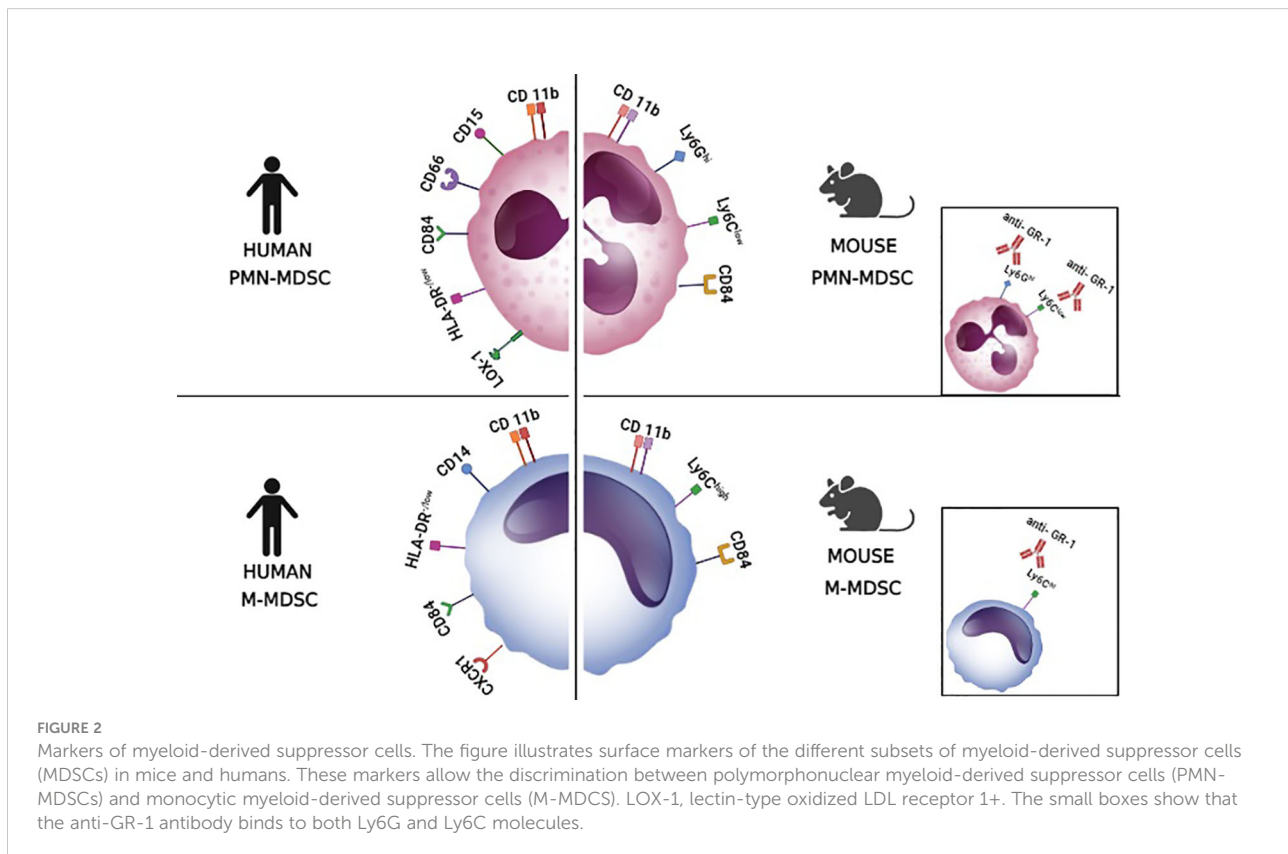 CD 11b
CD15
CD66
CD84
HLA-DR-/low
LOX-1
HUMAN
PMN-MDSC
CD 11b
Ly6Ghi
Ly6Clow
CD84
MOUSE
PMN-MDSC
anti- GR-1
anti- GR-1
Ly6Ghi
Ly6Clow
CD 11b
CD14
HLA-DR-/low
CD84
CXCR1
HUMAN
M-MDSC
CD 11b
Ly6Chigh
CD84
MOUSE
M-MDSC
anti- GR-1
Ly6Chi
FIGURE 2
Markers of myeloid-derived suppressor cells. The figure illustrates surface markers of the different subsets of myeloid-derived suppressor cells
(MDSCs) in mice and humans. These markers allow the discrimination between polymorphonuclear myeloid-derived suppressor cells (PMN-
MDSCs) and monocytic myeloid-derived suppressor cells (M-MDCS). LOX-1, lectin-type oxidized LDL receptor 1+. The small boxes show that
the anti-GR-1 antibody binds to both Ly6G and Ly6C molecules.